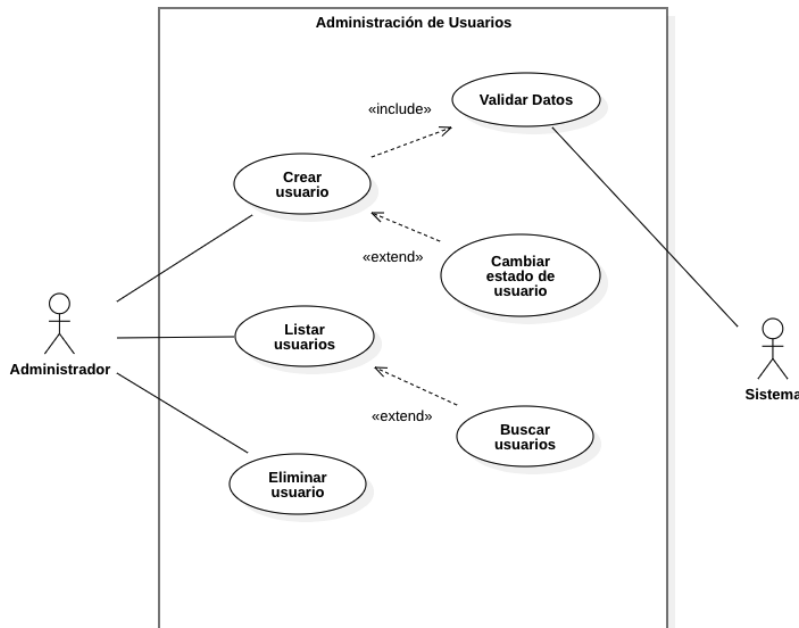 Administración de Usuarios
Validar Datos
«include»
Crear
usuario
«extend»
Cambiar
estado de
usuario
Administrador
Listar
usuarios
Sistema
«extend»
Buscar
usuarios
Eliminar
usuario